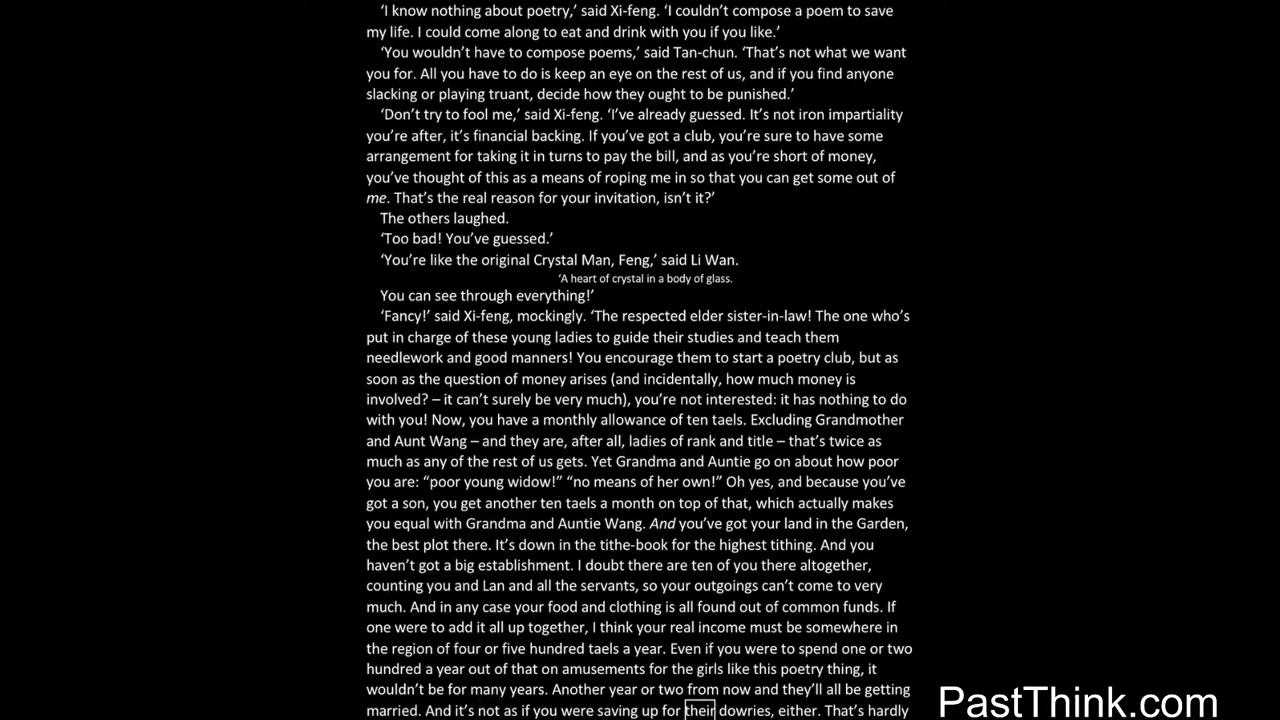 ‘I know nothing about poetry,’ said Xi-feng. ‘I couldn’t compose a poem to save
my life. I could come along to eat and drink with you if you like.’
‘You wouldn’t have to compose poems,’ said Tan-chun. ‘That’s not what we want
you for. All you have to do is keep an eye on the rest of us, and if you find anyone
slacking or playing truant, decide how they ought to be punished.’
‘Don’t try to fool me,’ said Xi-feng. ‘I’ve already guessed. It’s not iron impartiality
you’re after, it’s financial backing. If you’ve got a club, you’re sure to have some
arrangement for taking it in turns to pay the bill, and as you’re short of money,
you’ve thought of this as a means of roping me in so that you can get some out of
me. That’s the real reason for your invitation, isn’t it?’
The others laughed.
‘Too bad! You’ve guessed.’
‘You’re like the original Crystal Man, Feng,’ said Li Wan.
‘A heart of crystal in a body of glass.
You can see through everything!’
‘Fancy!’ said Xi-feng, mockingly. ‘The respected elder sister-in-law! The one who’s
put in charge of these young ladies to guide their studies and teach them
needlework and good manners! You encourage them to start a poetry club, but as
soon as the question of money arises (and incidentally, how much money is
involved? – it can’t surely be very much), you’re not interested: it has nothing to do
with you! Now, you have a monthly allowance of ten taels. Excluding Grandmother
and Aunt Wang – and they are, after all, ladies of rank and title – that’s twice as
much as any of the rest of us gets. Yet Grandma and Auntie go on about how poor
you are: “poor young widow!” “no means of her own!” Oh yes, and because you’ve
got a son, you get another ten taels a month on top of that, which actually makes
you equal with Grandma and Auntie Wang. And you’ve got your land in the Garden,
the best plot there. It’s down in the tithe-book for the highest tithing. And you
haven’t got a big establishment. I doubt there are ten of you there altogether,
counting you and Lan and all the servants, so your outgoings can’t come to very
much. And in any case your food and clothing is all found out of common funds. If
one were to add it all up together, I think your real income must be somewhere in
the region of four or five hundred taels a year. Even if you were to spend one or two
hundred a year out of that on amusements for the girls like this poetry thing, it
wouldn’t be for many years. Another year or two from now and they’ll all be getting
married. And it’s not as if you were saving up for their dowries, either. That’s hardly
PastThink.com